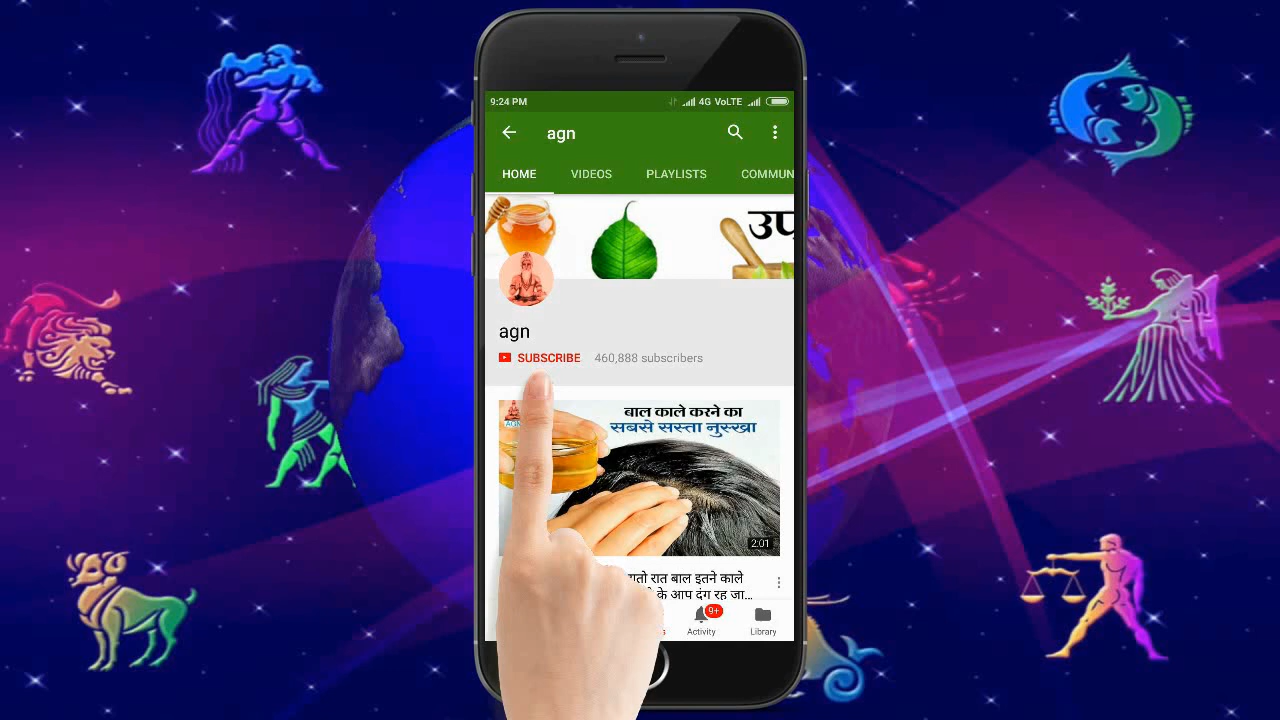 9:24 PM
4G VoLTE
agn
HOME VIDEOS PLAYLISTS COMMUN
agn
SUBSCRIBE 460,888 subscribers
बाल काले करने का
सबसे सस्ता नुस्खा
2:01
बाल इतने काले
के आप दंग रह जा...
9+
Activity Library